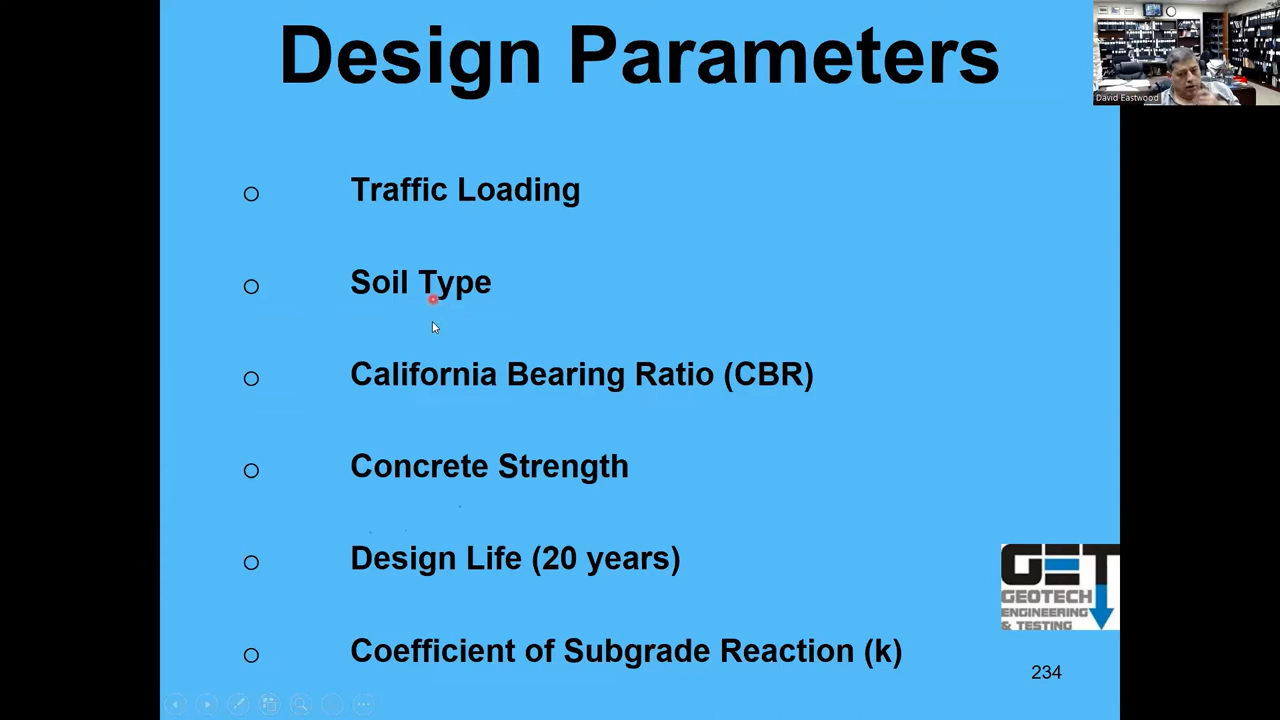 Design Parameters
David Eastwood
Traffic Loading
Soil Type
California Bearing Ratio (CBR)
Concrete Strength
Design Life (20 years)
GET
GEOTECH
ENGINEERING
& TESTING
Coefficient of Subgrade Reaction (k)
234